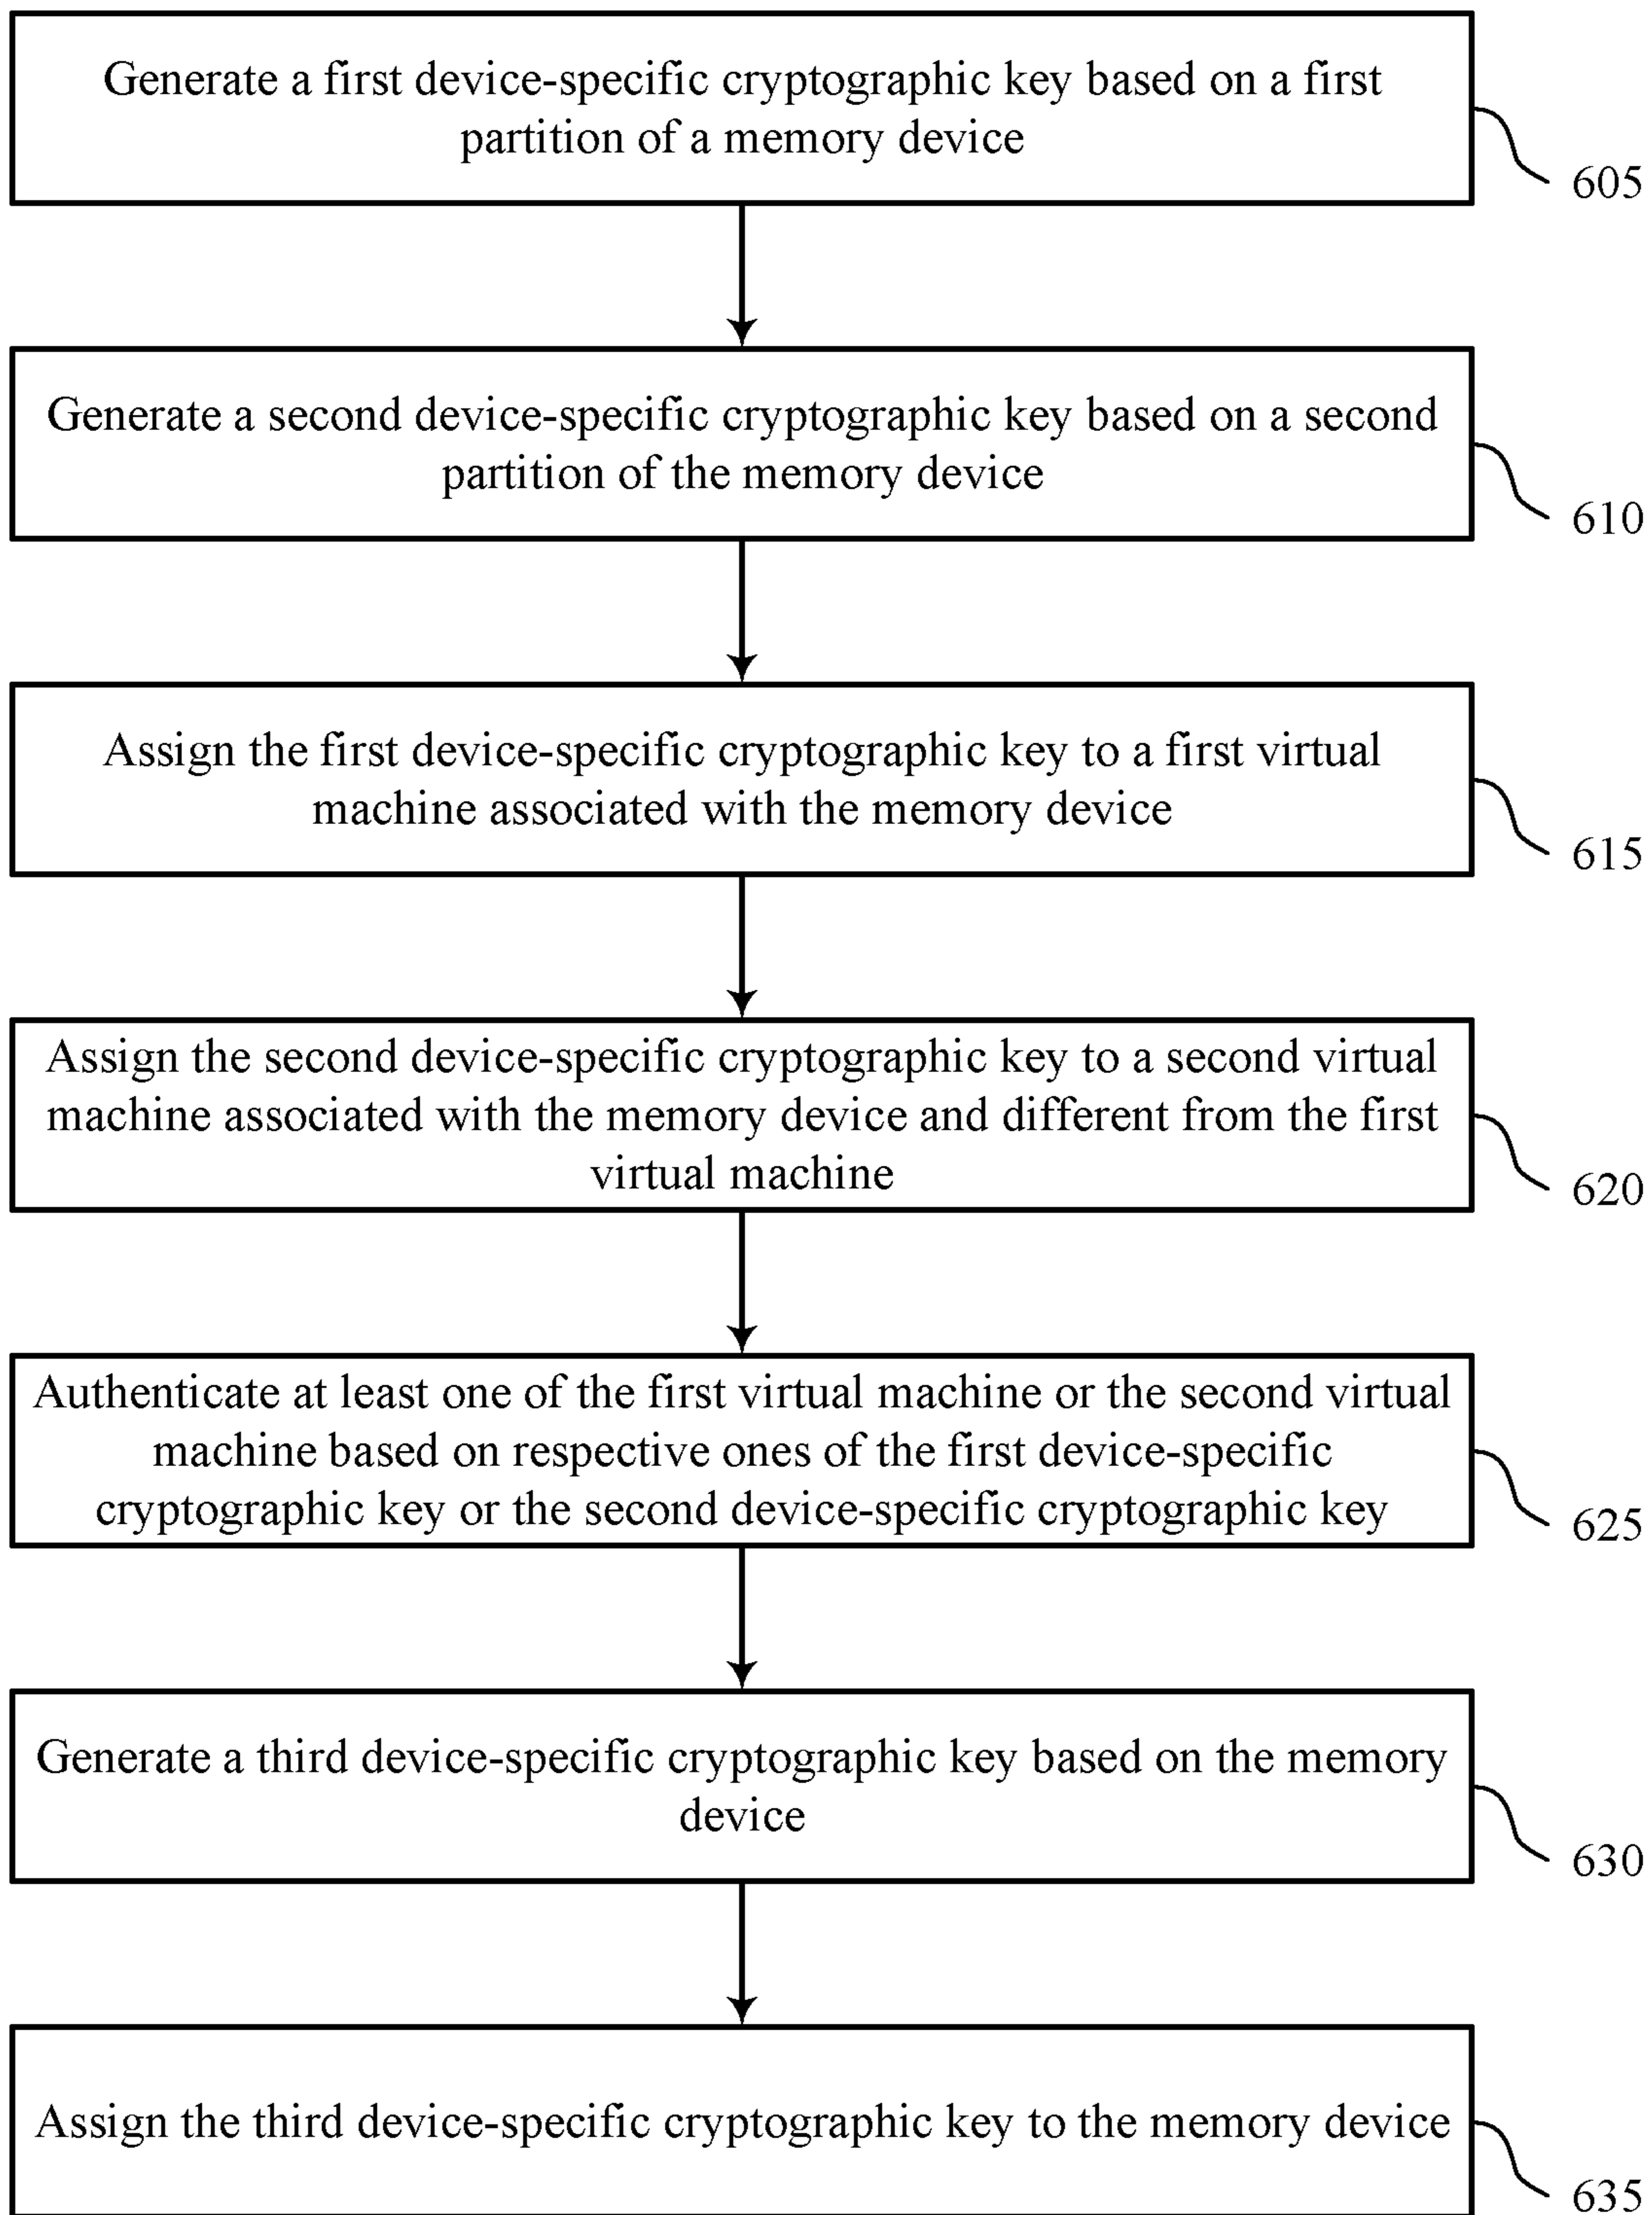 Generate a first device-specific cryptographic key based on a first
partition of a memory device
605
Generate a second device-specific cryptographic key based on a second
partition of the memory device
610
Assign the first device-specific cryptographic key to a first virtual
machine associated with the memory device
615
Assign the second device-specific cryptographic key to a second virtual
machine associated with the memory device and different from the first
virtual machine
620
Authenticate at least one of the first virtual machine or the second virtual
machine based on respective ones of the first device-specific
cryptographic key or the second device-specific cryptographic key
625
Generate a third device-specific cryptographic key based on the memory
device
630
Assign the third device-specific cryptographic key to the memory device
635